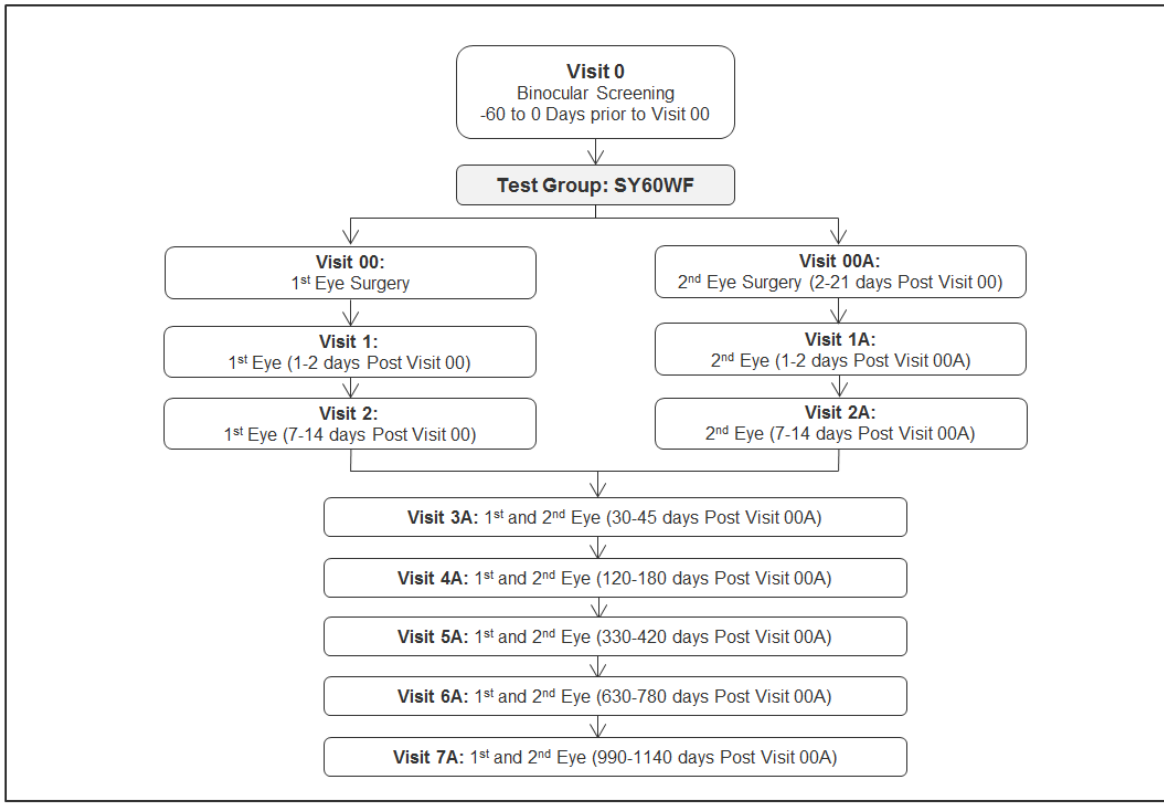 Visit 0
Binocular Screening
-60 to 0 Days prior to Visit 00
Test Group: SY60WF
Visit 00:
1st Eye Surgery
Visit 00A:
2nd Eye Surgery (2-21 days Post Visit 00)
Visit 1:
1st Eye (1-2 days Post Visit 00)
Visit 1A:
2nd Eye (1-2 days Post Visit 00A)
Visit 2:
1st Eye (7-14 days Post Visit 00)
Visit 2A:
2nd Eye (7-14 days Post Visit 00A)
Visit 3A: 1st and 2nd Eye (30-45 days Post Visit 00A)
Visit 4A: 1st and 2nd Eye (120-180 days Post Visit 00A)
Visit 5A: 1st and 2nd Eye (330-420 days Post Visit 00A)
Visit 6A: 1st and 2nd Eye (630-780 days Post Visit 00A)
Visit 7A: 1st and 2nd Eye (990-1140 days Post Visit 00A)